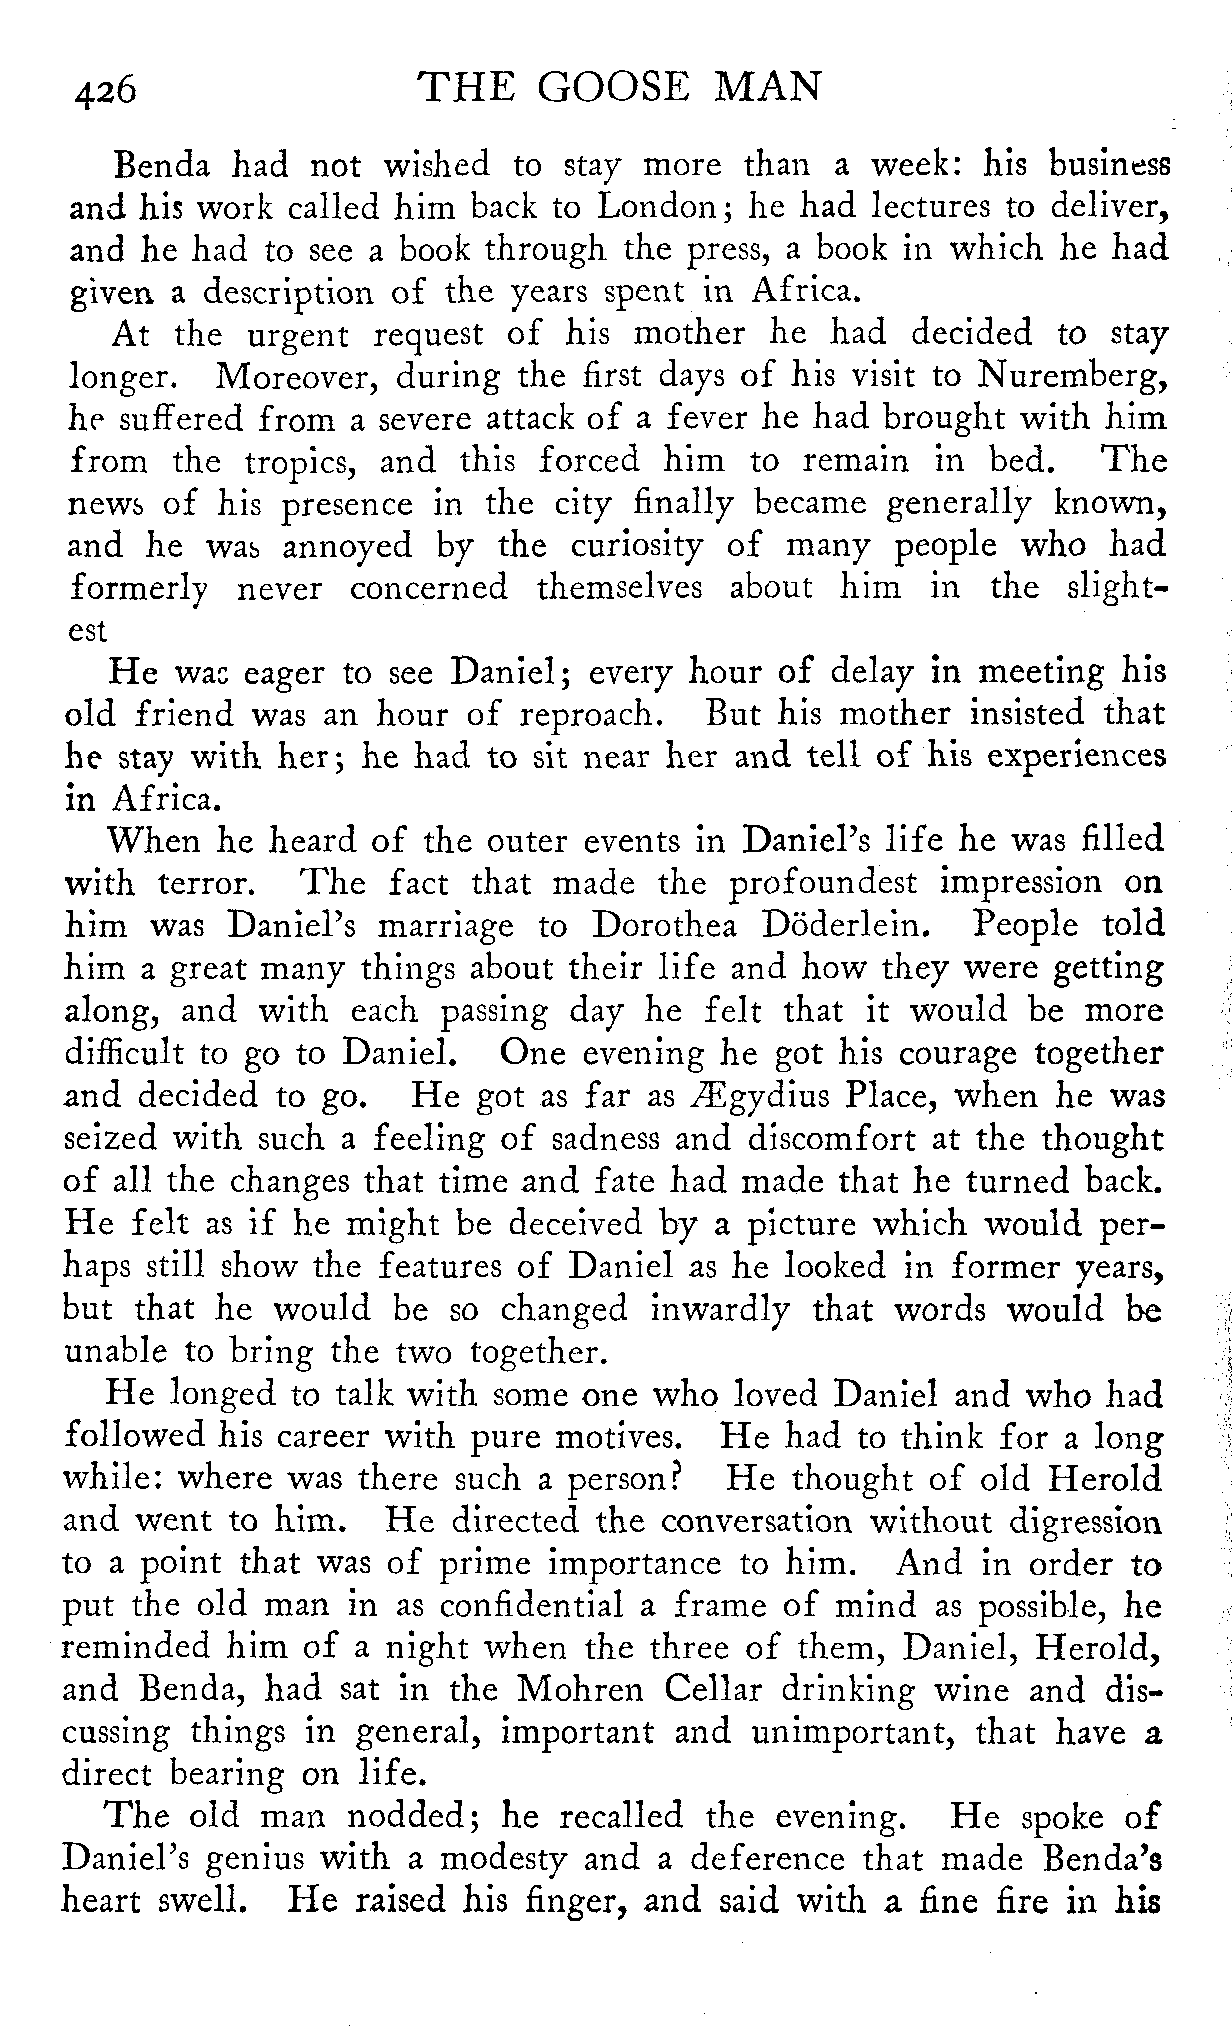 426 THE GOOSE MAN
Benda had not wished to stay more than a week: his business
and his work called him back to London; he had lectures to deliver,
and he had to see a book through the press, a book in which he had
given a description of the years spent in Africa.
At the urgent request of his mother he had decided to stay
longer. Moreover, during the first days of his visit to Nuremberg,
he suffered from a severe attack of a fever he had brought with him
from the tropics, and this forced him to remain in bed. The
news of his presence in the city finally became generally known,
and he was annoyed by the curiosity of many people who had
formerly never concerned themselves about him in the slight-
est
He was eager to see Daniel; every hour of delay in meeting his
old friend was an hour of reproach. But his mother insisted that
he stay with her; he had to sit near her and tell of his experiences
in Africa.
When he heard of the outer events in Daniel's life he was filled
with terror. The fact that made the profoundest impression on
him was Daniel's marriage to Dorothea Döderlein. People told
him a great many things about their life and how they were getting
along, and with each passing day he felt that it would be more
difficult to go to Daniel. One evening he got his courage together
and decided to go. He got as far as Ægydius Place, when he was
seized with such a feeling of sadness and discomfort at the thought
of all the changes that time and fate had made that he turned back.
He felt as if he might be deceived by a picture which would per-
haps still show the features of Daniel as he looked in former years,
but that he would be so changed inwardly that words would be
unable to bring the two together.
He longed to talk with some one who loved Daniel and who had
followed his career with pure motives. He had to think for a long
while: where was there such a person? He thought of old Herold
and went to him. He directed the conversation without digression
to a point that was of prime importance to him. And in order to
put the old man in as confidential a frame of mind as possible, he
reminded him of a night when the three of them, Daniel, Herold,
and Benda, had sat in the Mohren Cellar drinking wine and dis-
cussing things in general, important and unimportant, that have a
direct bearing on life.
The old man nodded; he recalled the evening. He spoke of
Daniel's genius with a modesty and a deference that made Benda's
heart swell. He raised his finger, and said with a fine fire in his